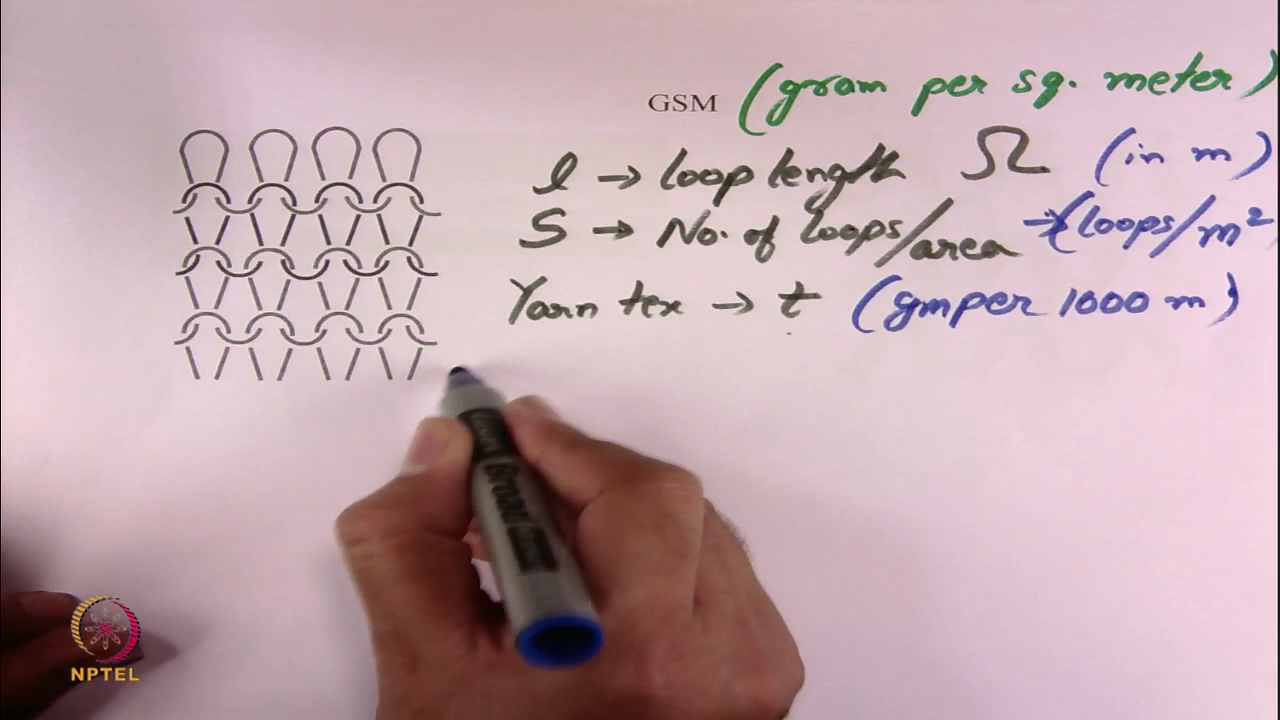 GSM (gram per sq. meter)
l → loop length Ω (in m)
S → No. of loops/area → (loops/m²
Yarn tex → t (gm per 1000 m)
NPTEL